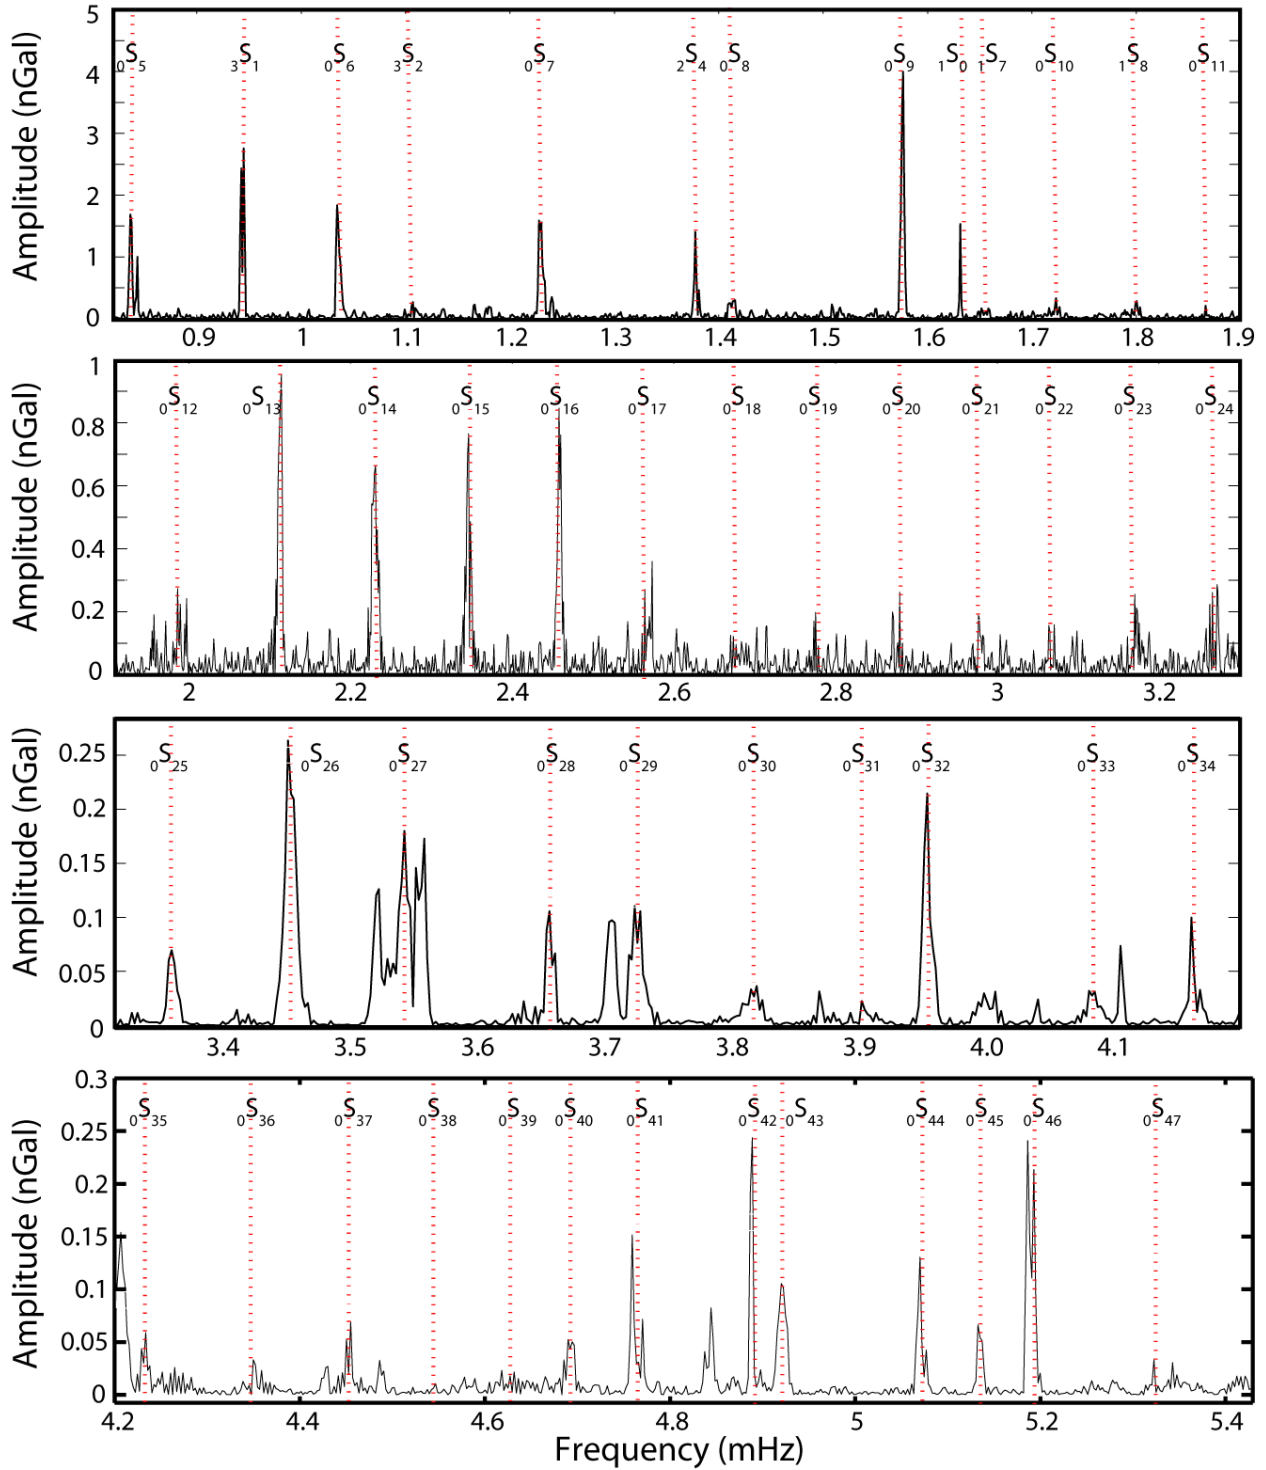 5
4
3
2
1
0
Amplitude (nGal)
0S5 3S1 0S6 3S2 0S7 2S4 0S8 0S9 1S0 1S7 0S10 1S8 0S11
0.9 1 1.1 1.2 1.3 1.4 1.5 1.6 1.7 1.8 1.9
1
0.8
0.6
0.4
0.2
0
Amplitude (nGal)
0S12 0S13 0S14 0S15 0S16 0S17 0S18 0S19 0S20 0S21 0S22 0S23 0S24
2 2.2 2.4 2.6 2.8 3 3.2
0.25
0.2
0.15
0.1
0.05
0
Amplitude (nGal)
0S25 0S26 0S27 0S28 0S29 0S30 0S31 0S32 0S33 0S34
3.4 3.5 3.6 3.7 3.8 3.9 4.0 4.1
0.3
0.25
0.2
0.15
0.1
0.05
0
Amplitude (nGal)
0S35 0S36 0S37 0S38 0S39 0S40 0S41 0S42 0S43 0S44 0S45 0S46 0S47
4.2 4.4 4.6 4.8 5 5.2 5.4
Frequency (mHz)